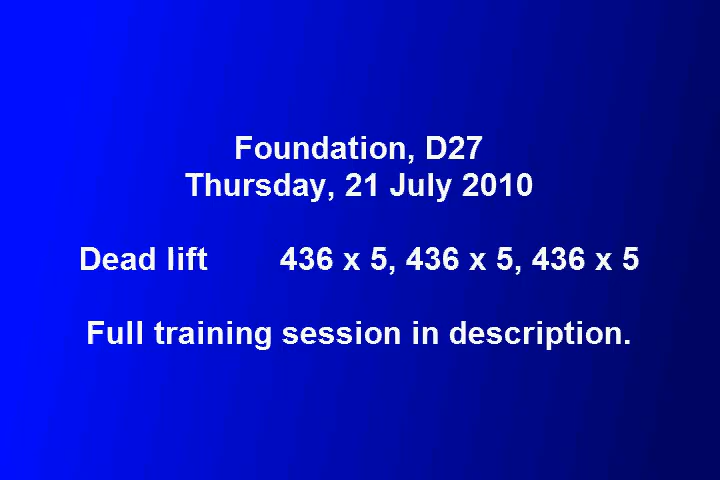 Foundation, D27
Thursday, 21 July 2010
Dead lift 436 x 5, 436 x 5, 436 x 5
Full training session in description.